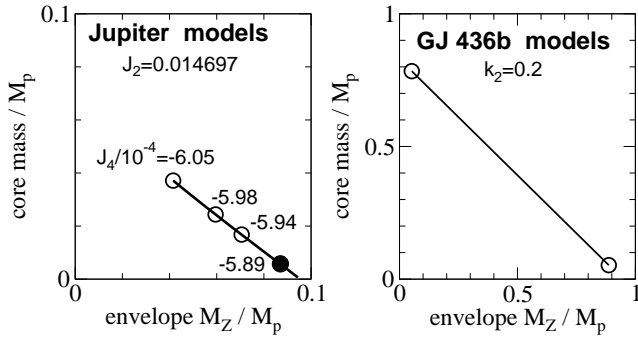 Jupiter models
J2=0.014697
J4/10-4=-6.05
-5.98
-5.94
-5.89
0.1
0
0
0.1
core mass / Mp
envelope MZ / Mp
GJ 436b models
k2=0.2
1
0.5
0
0
0.5
1
core mass / Mp
envelope MZ / Mp